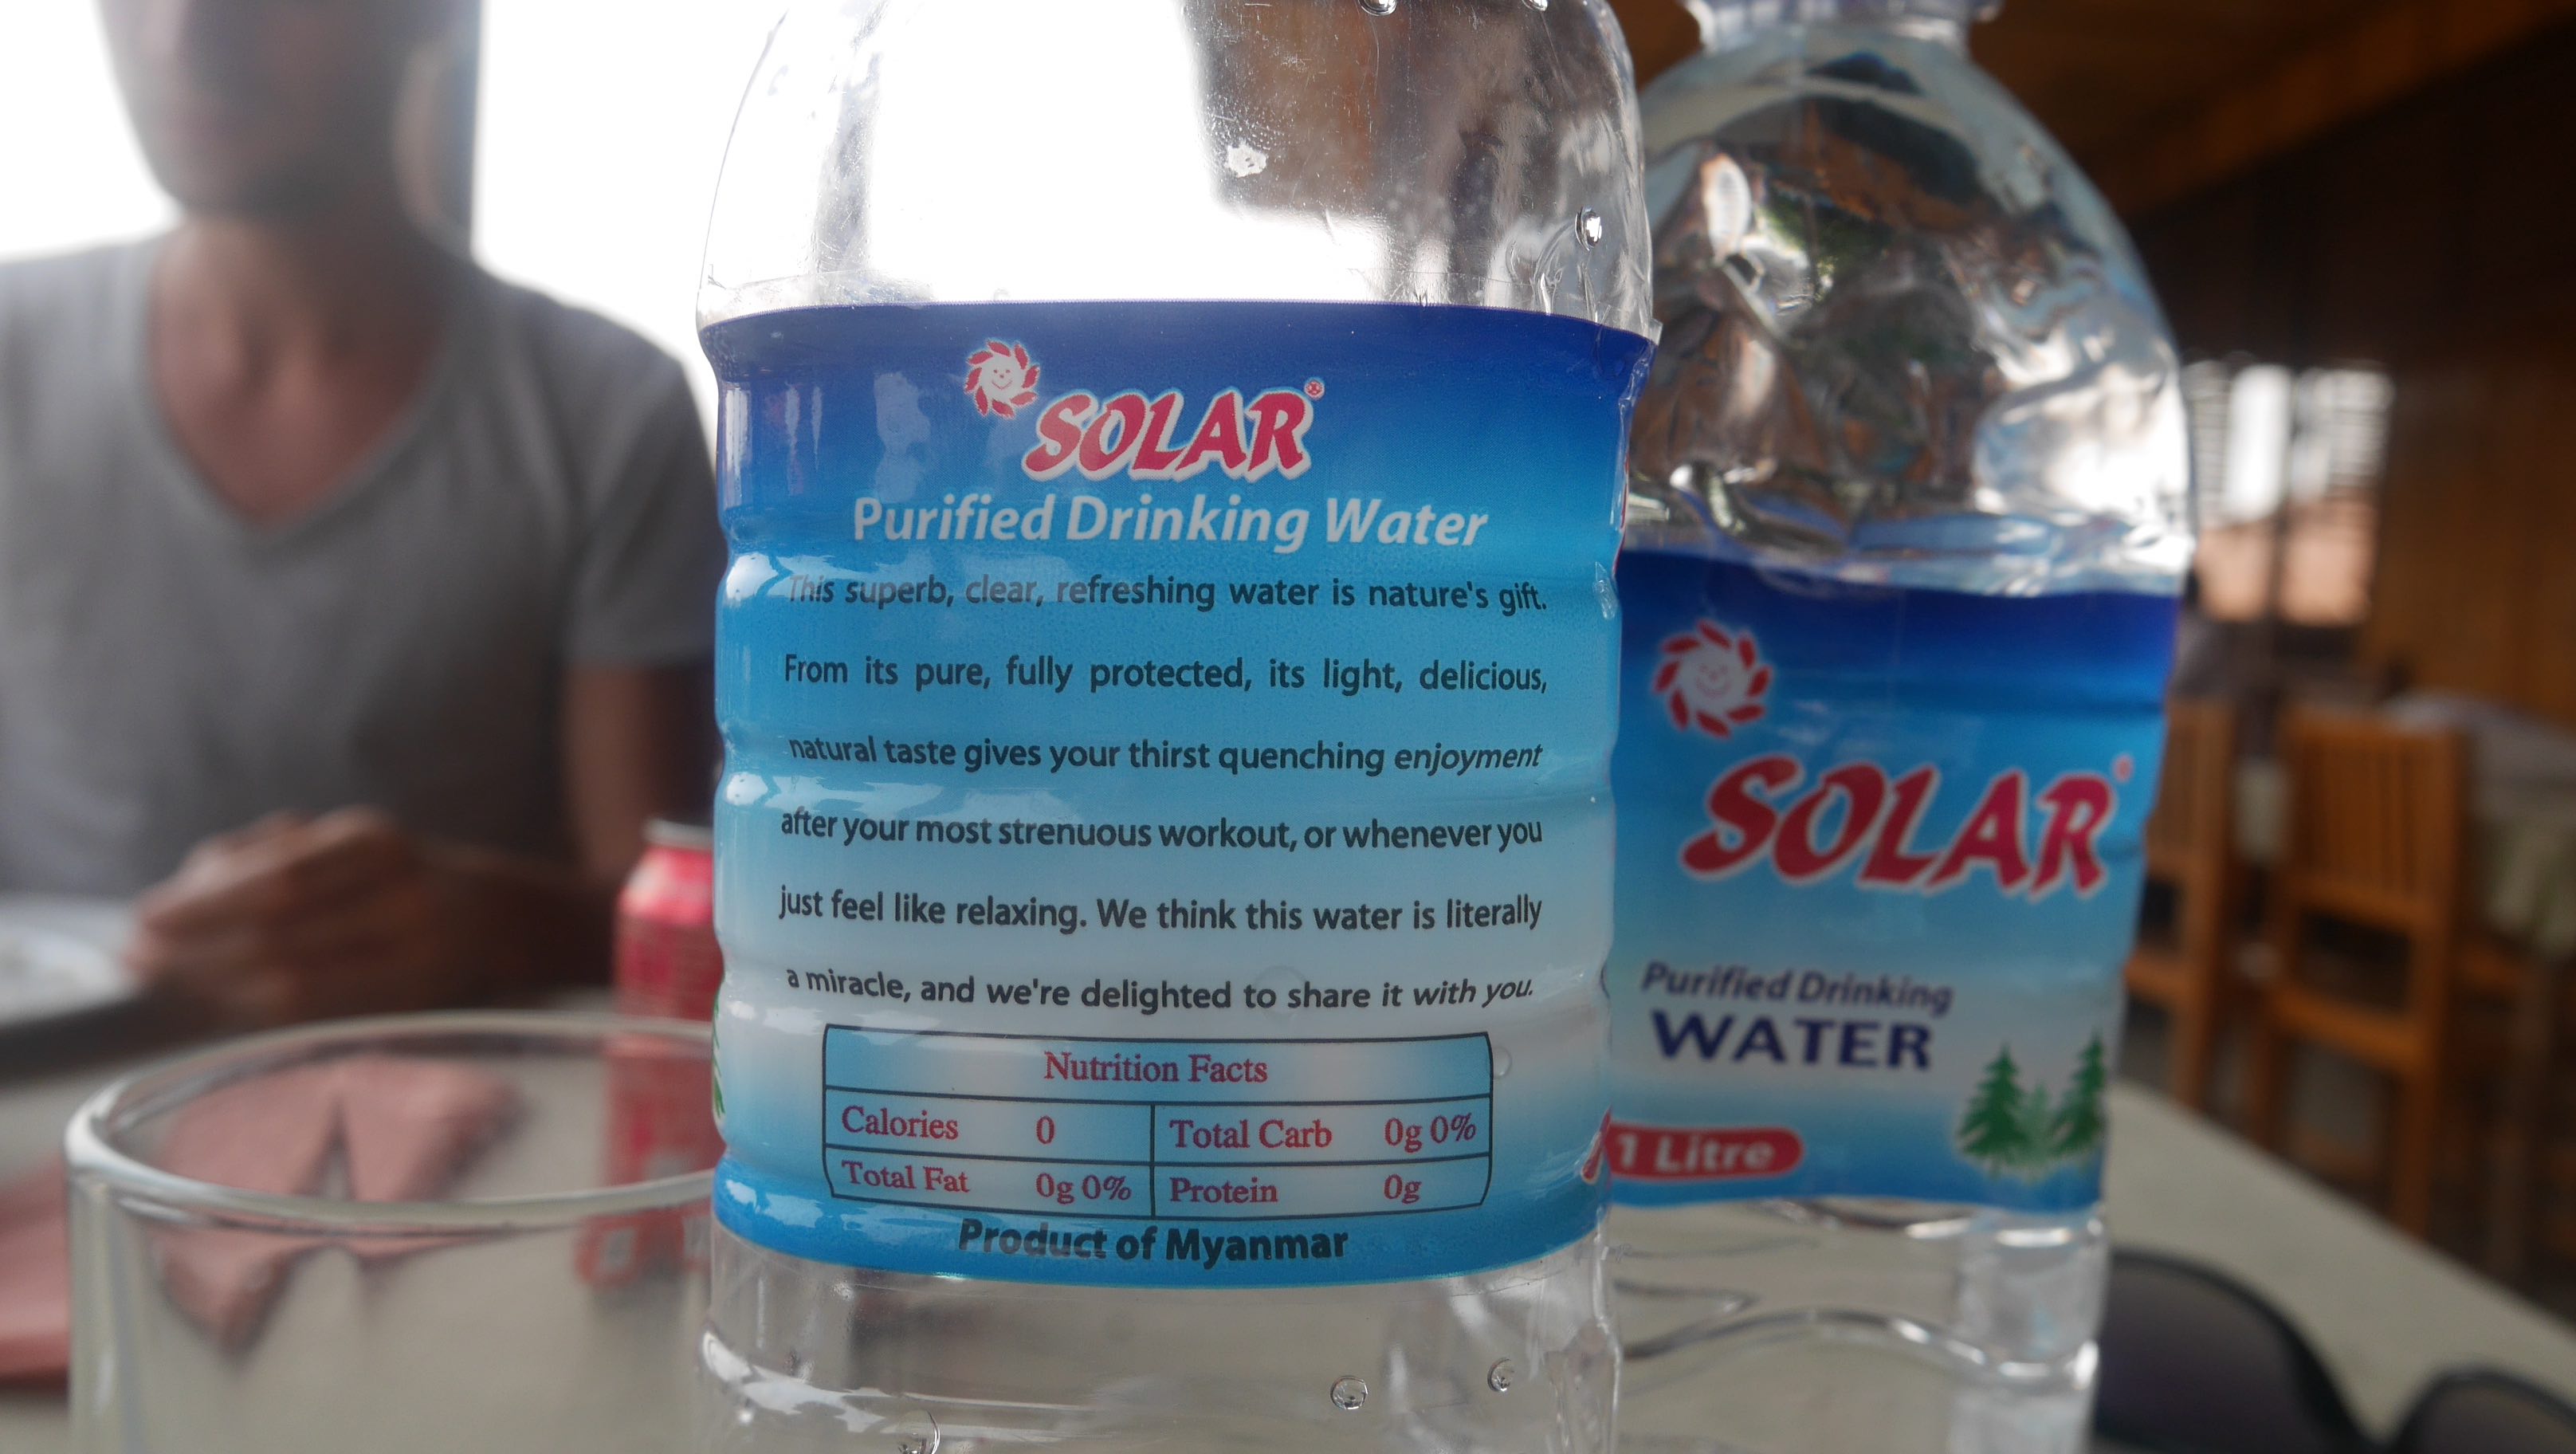 SOLAR
Purified Drinking Water
This superb, clear, refreshing water is nature's gift.
From its pure, fully protected, its light, delicious,
natural taste gives your thirst quenching enjoyment
after your most strenuous workout, or whenever you
just feel like relaxing. We think this water is literally
a miracle, and we're delighted to share it with you.
Nutrition Facts
Calories 0 Total Carb 0g 0%
Total Fat 0g 0% Protein 0g
Product of Myanmar
SOLAR
Purified Drinking
WATER
1 Litre